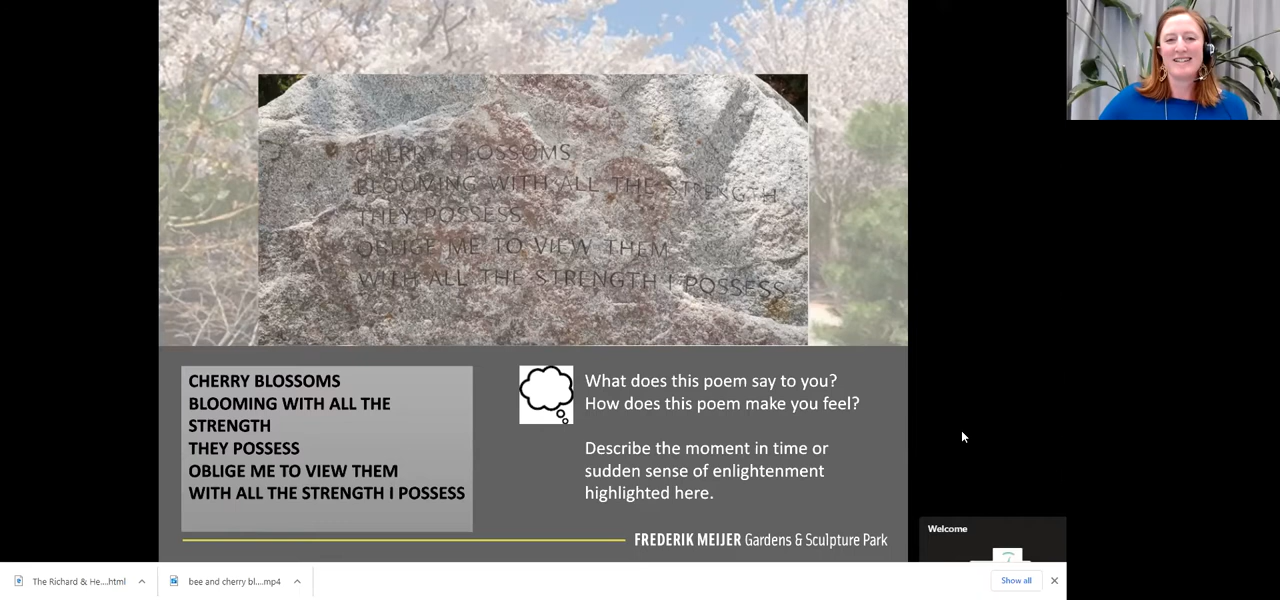 CHERRY BLOSSOMS
BLOOMING WITH ALL THE STRENGTH
THEY POSSESS
OBLIGE ME TO VIEW THEM
WITH ALL THE STRENGTH I POSSESS
CHERRY BLOSSOMS
BLOOMING WITH ALL THE
STRENGTH
THEY POSSESS
OBLIGE ME TO VIEW THEM
WITH ALL THE STRENGTH I POSSESS
What does this poem say to you?
How does this poem make you feel?
Describe the moment in time or
sudden sense of enlightenment
highlighted here.
FREDERIK MEIJER Gardens & Sculpture Park
Welcome
The Richard & He....html
bee and cherry bl....mp4
Show all